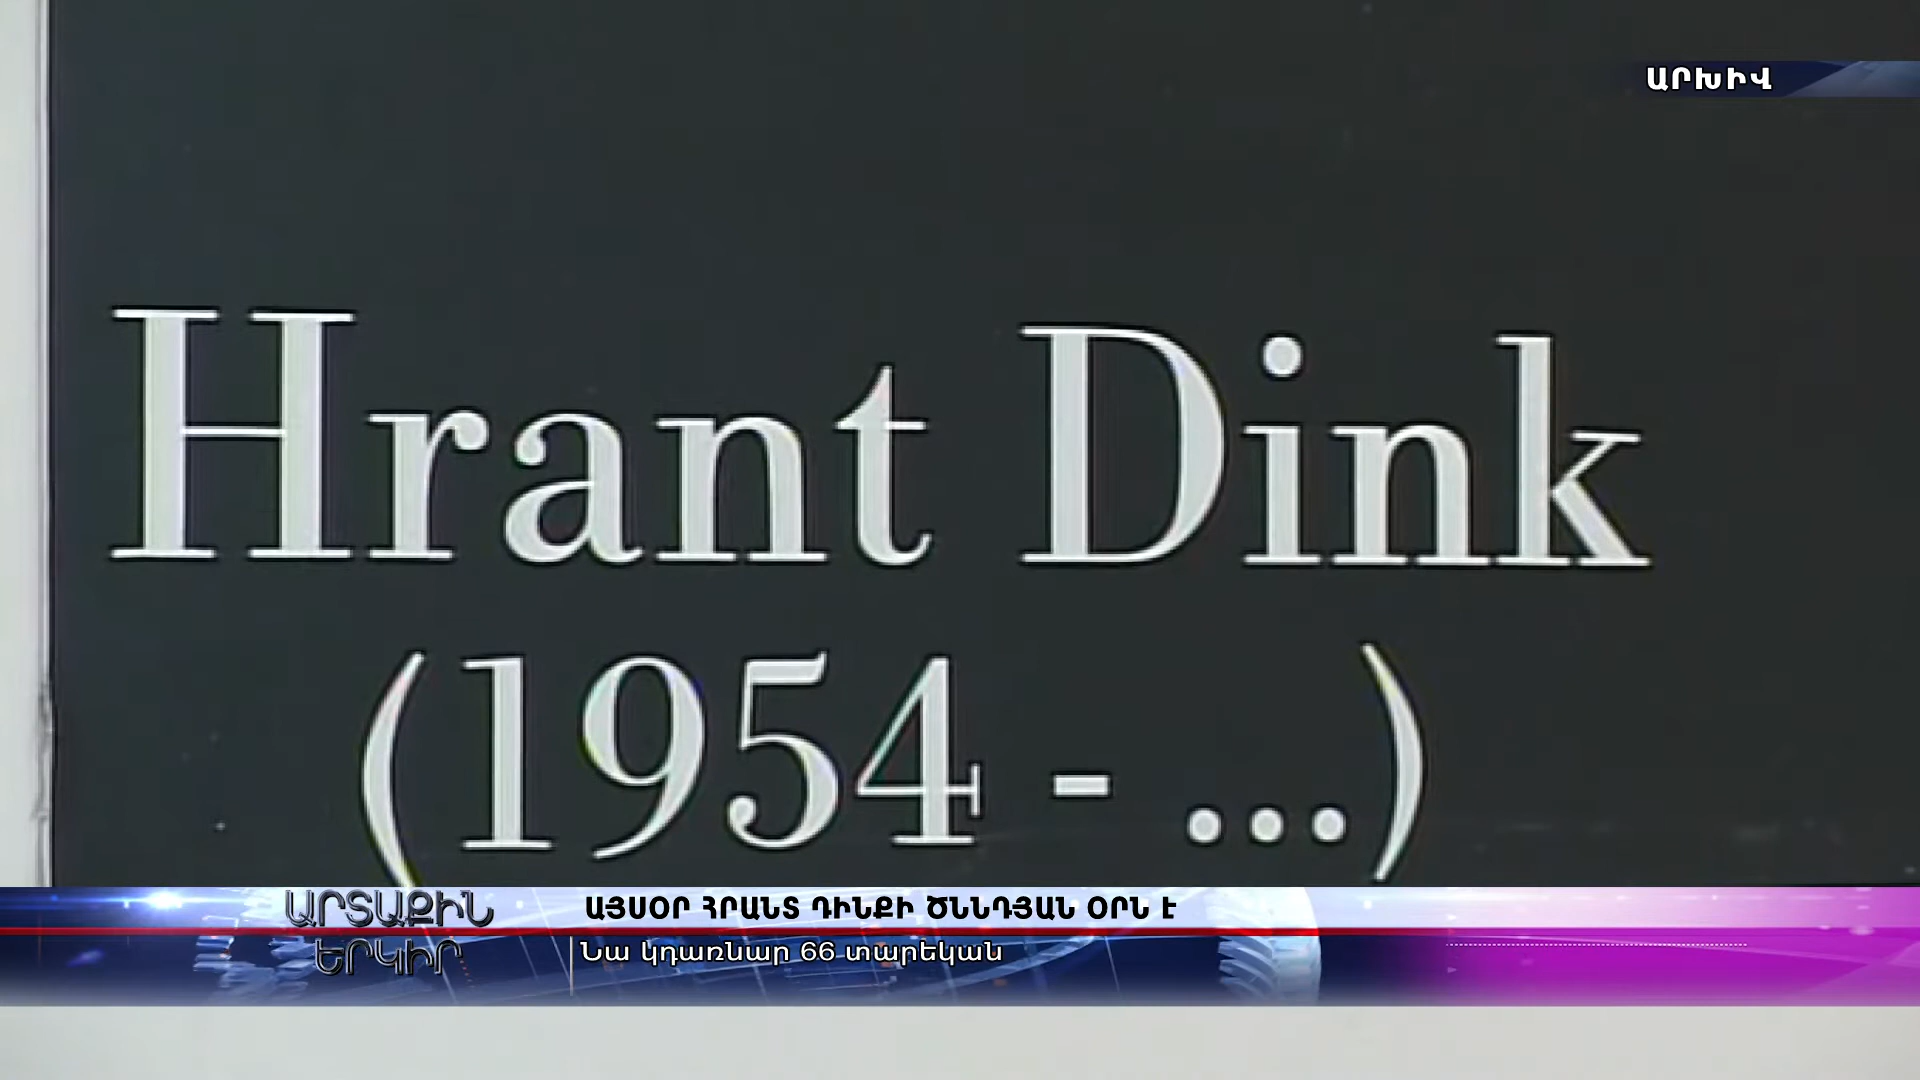 ԱՐԽԻՎ
Hrant Dink
(1954 - ...)
ԱՐՏԱՔԻՆ
ԵՐԿԻՐ
ԱՅՍՕՐ ՀՐԱՆՏ ԴԻՆՔԻ ԾՆՆԴՅԱՆ ՕՐՆ Է
Նա կդառնար 66 տարեկան